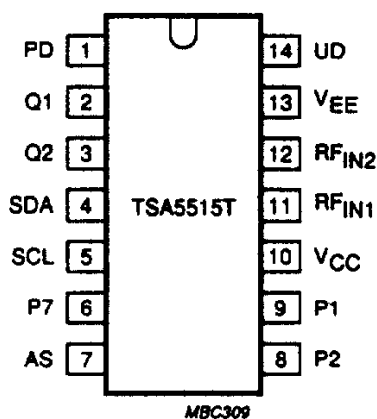 PD 1 14 UD
Q1 2 13 VEE
Q2 3 12 RFIN2
SDA 4 TSA5515T 11 RFIN1
SCL 5 10 VCC
P7 6 9 P1
AS 7 8 P2
MBC309